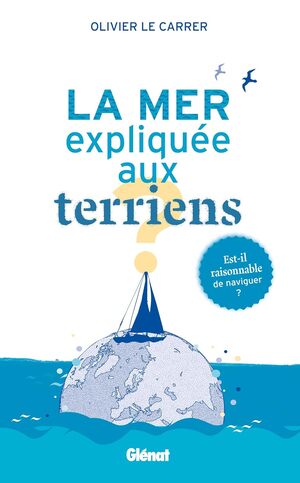 OLIVIER LE CARRER
LA MER
expliquée
aux
terriens
?
Est-il
raisonnable
de naviguer
?
Glénat